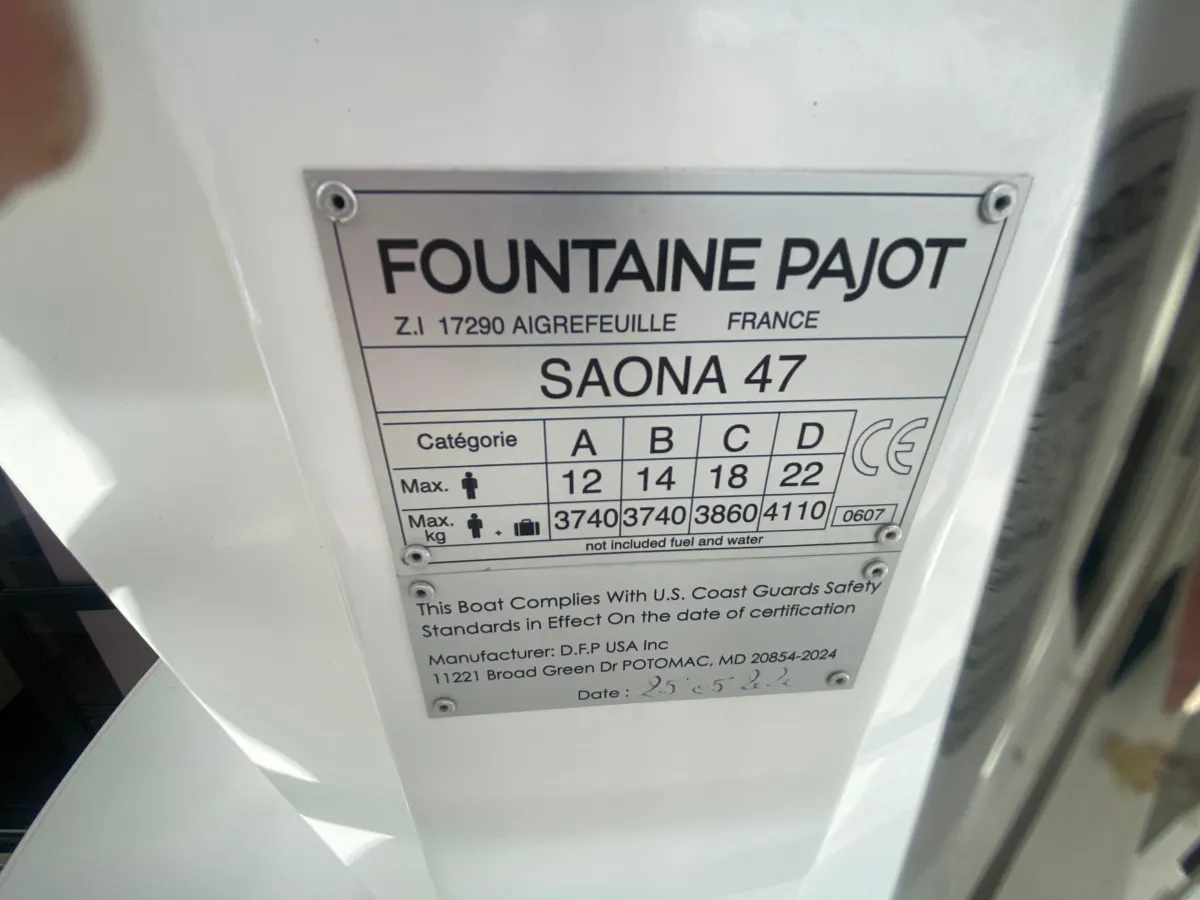 FOUNTAINE PAJOT
Z.I 17290 AIGREFEUILLE FRANCE
SAONA 47
Catégorie A B C D
Max. 12 14 18 22
Max. kg + 3740 3740 3860 4110
CE
0607
not included fuel and water
This Boat Complies With U.S. Coast Guards Safety
Standards in Effect On the date of certification
Manufacturer: D.F.P USA Inc
11221 Broad Green Dr POTOMAC, MD 20854-2024
Date :